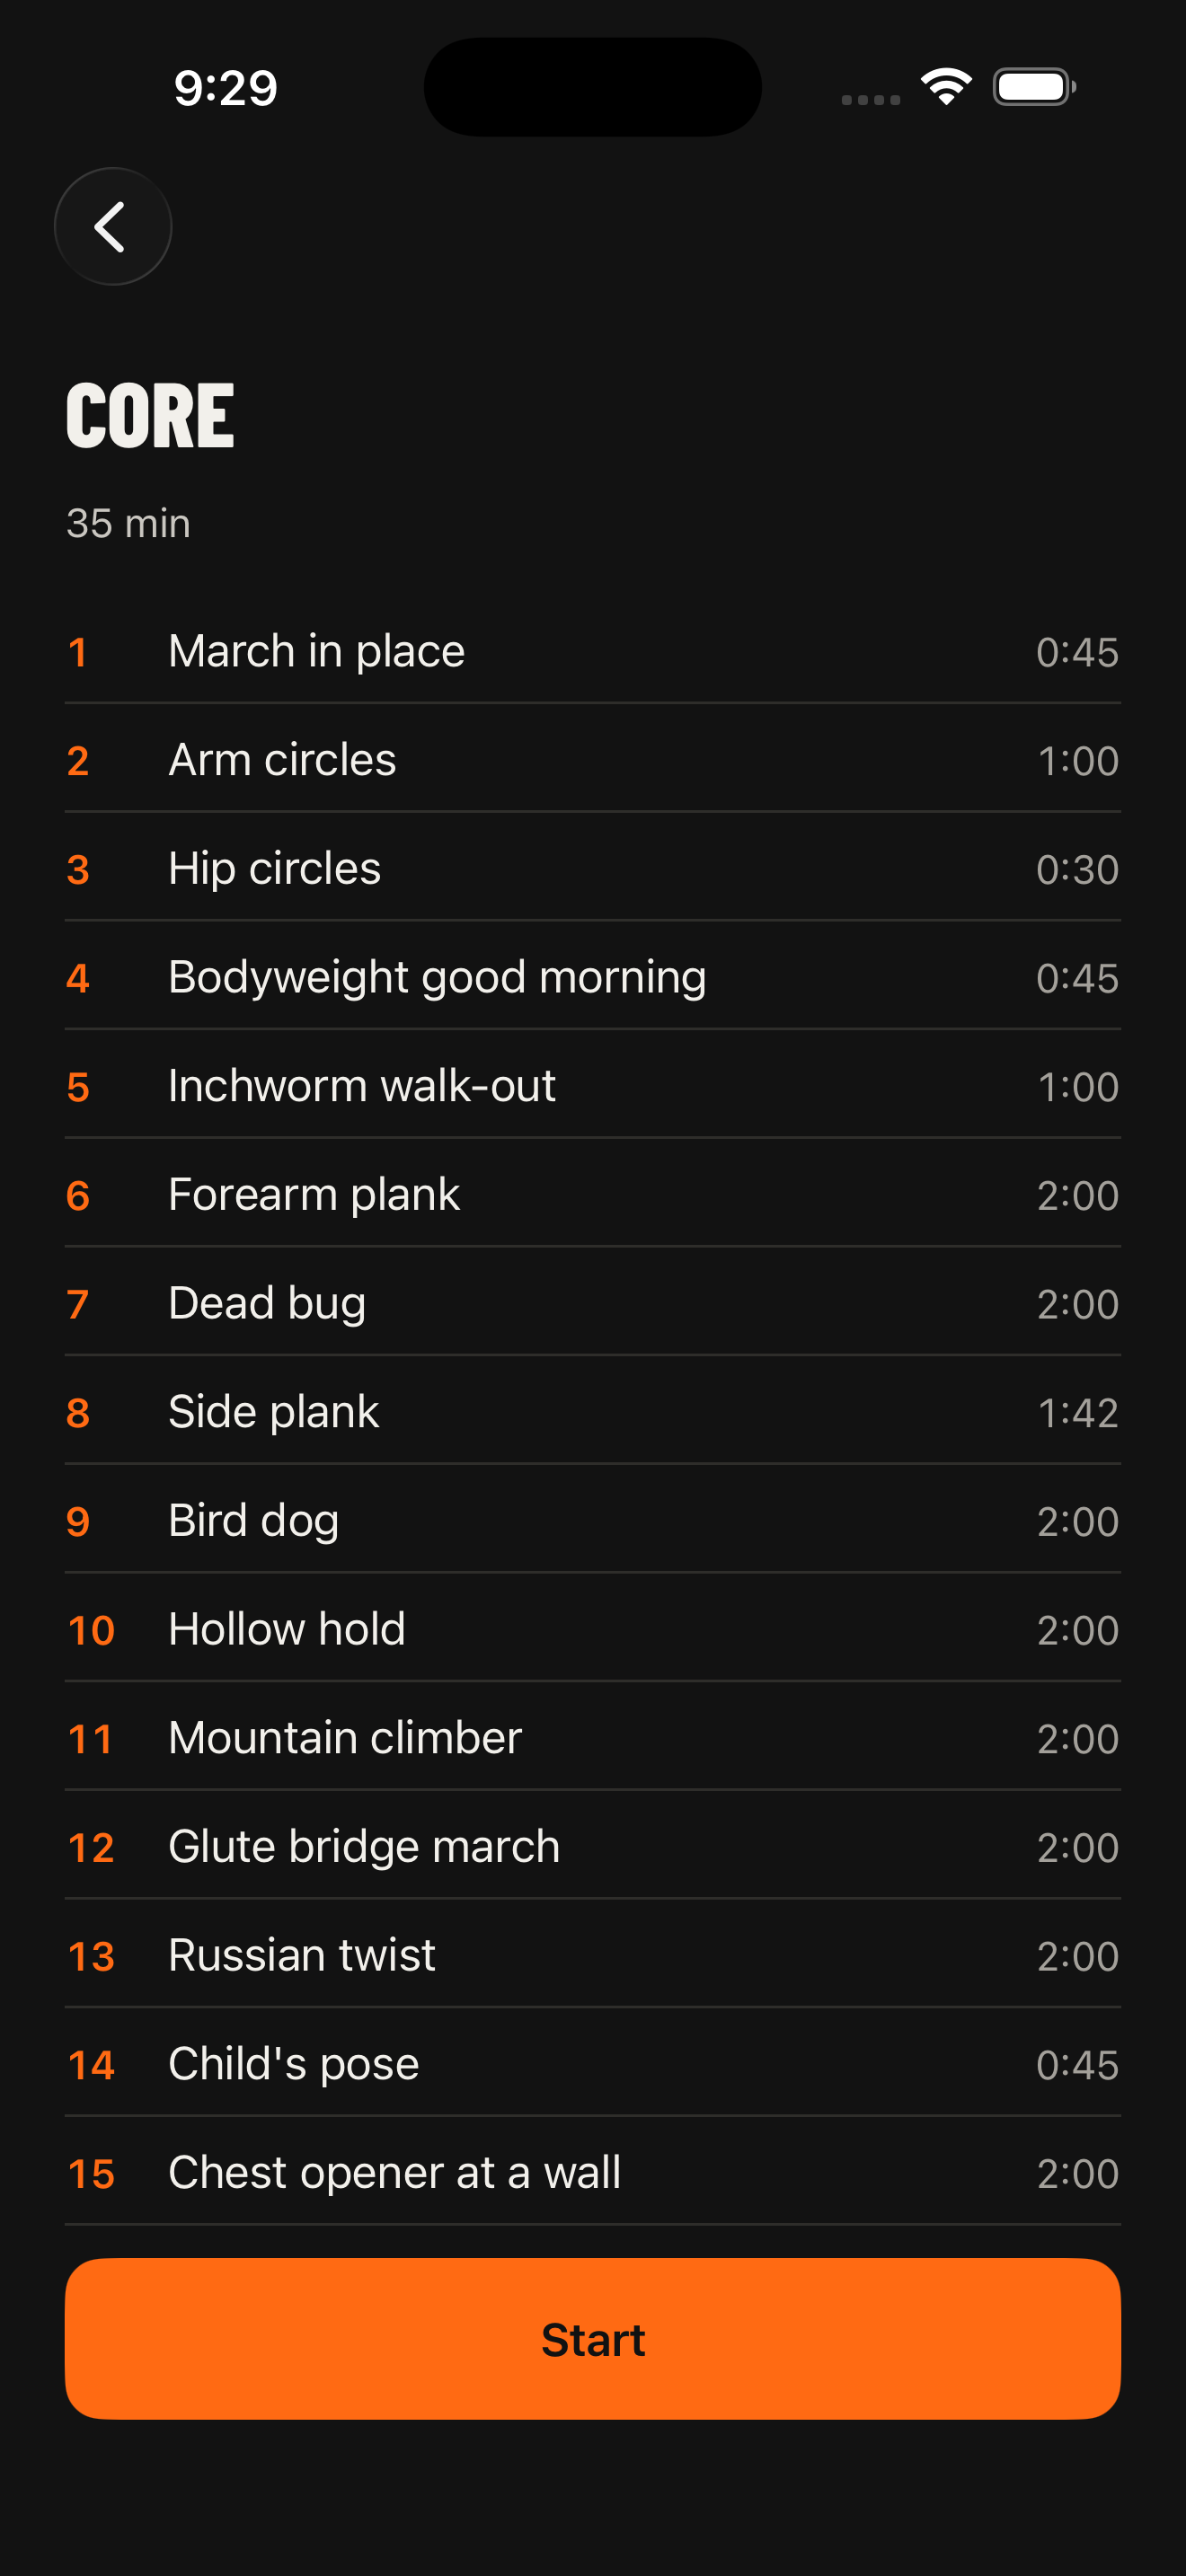 9:29
CORE
35 min
1 March in place 0:45
2 Arm circles 1:00
3 Hip circles 0:30
4 Bodyweight good morning 0:45
5 Inchworm walk-out 1:00
6 Forearm plank 2:00
7 Dead bug 2:00
8 Side plank 1:42
9 Bird dog 2:00
10 Hollow hold 2:00
11 Mountain climber 2:00
12 Glute bridge march 2:00
13 Russian twist 2:00
14 Child's pose 0:45
15 Chest opener at a wall 2:00
Start